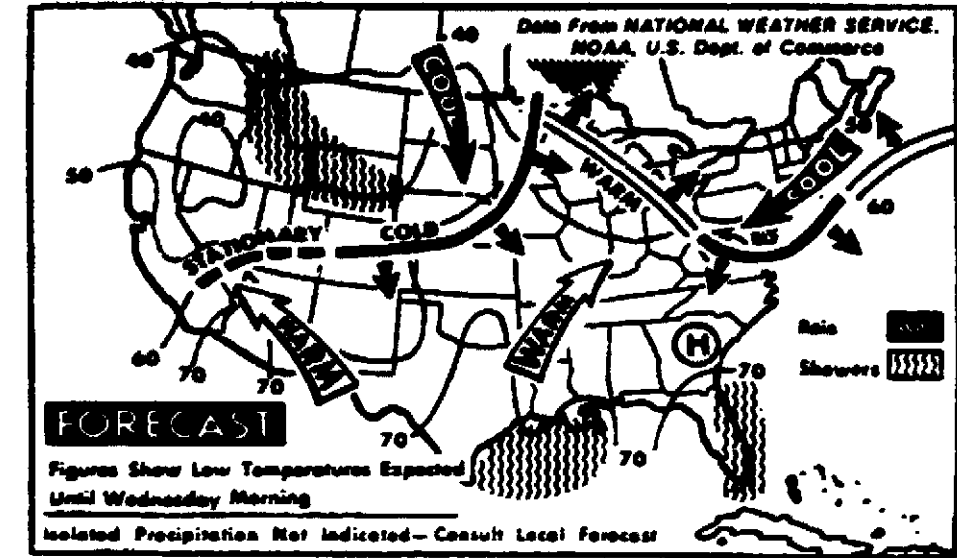 Data From NATIONAL WEATHER SERVICE.
NOAA, U.S. Dept. of Commerce
40
40
COOL
40
50
50
COOL
WARM
60
STATIONARY
COLD
WARM
WARM
H
Rain
Showers
60
70
70
70
70
70
FORECAST
Figures Show Low Temperatures Expected
Until Wednesday Morning
Isolated Precipitation Not Indicated – Consult Local Forecast